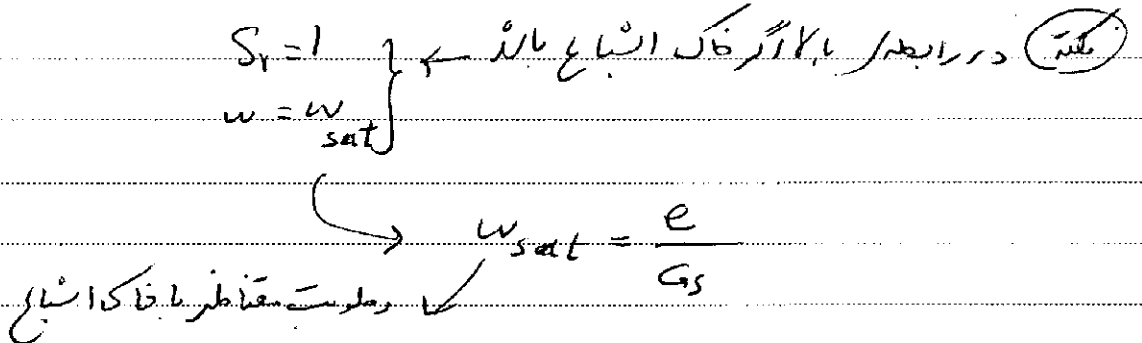 نکته در رابطه بالا اگر خاک اشباع باشد ← } S_r = 1
w = w_sat
w_sat = e / G_s
رطوبت متناظر با خاک اشباع